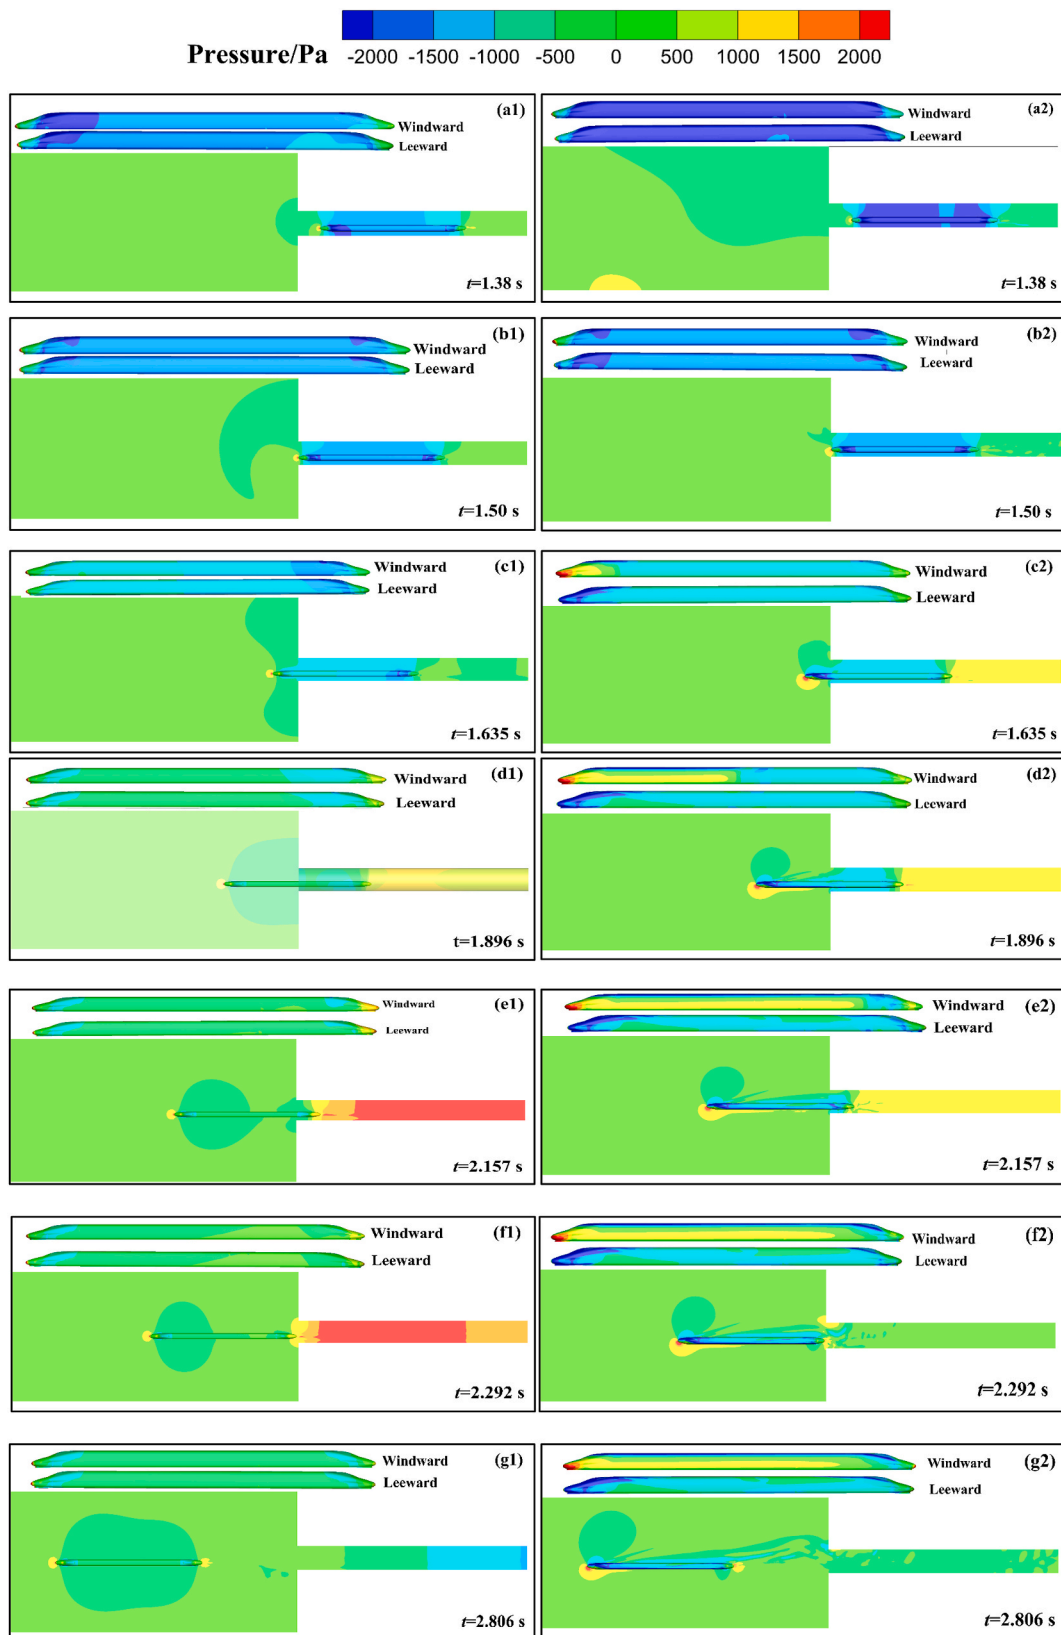 Pressure/Pa
-2000 -1500 -1000 -500 0 500 1000 1500 2000
(a1)
Windward
Leeward
t=1.38 s
(a2)
Windward
Leeward
t=1.38 s
(b1)
Windward
Leeward
t=1.50 s
(b2)
Windward
Leeward
t=1.50 s
(c1)
Windward
Leeward
t=1.635 s
(c2)
Windward
Leeward
t=1.635 s
(d1)
Windward
Leeward
t=1.896 s
(d2)
Windward
Leeward
t=1.896 s
(e1)
Windward
Leeward
t=2.157 s
(e2)
Windward
Leeward
t=2.157 s
(f1)
Windward
Leeward
t=2.292 s
(f2)
Windward
Leeward
t=2.292 s
(g1)
Windward
Leeward
t=2.806 s
(g2)
Windward
Leeward
t=2.806 s